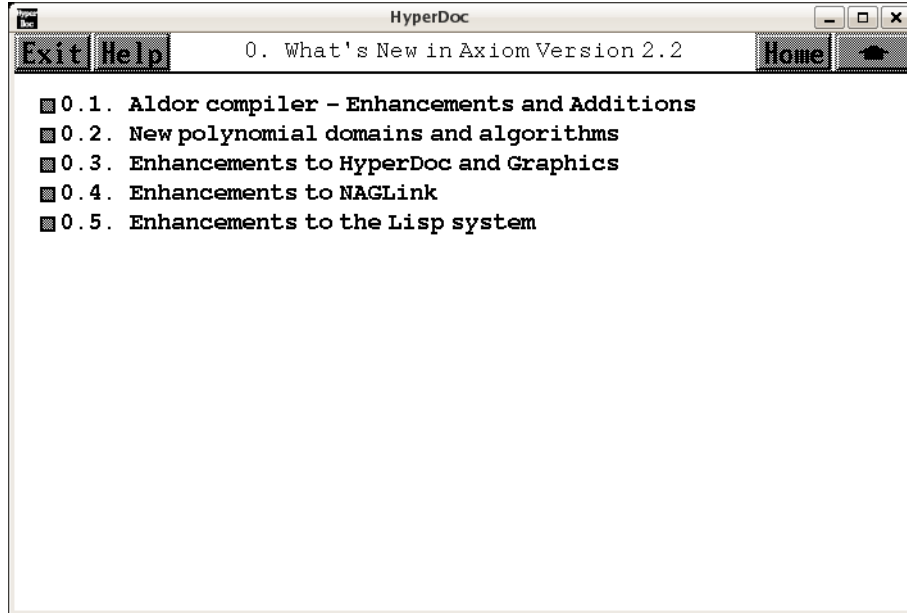 Hyper Doc
HyperDoc
Exit Help 0. What's New in Axiom Version 2.2 Home
0.1. Aldor compiler - Enhancements and Additions
0.2. New polynomial domains and algorithms
0.3. Enhancements to HyperDoc and Graphics
0.4. Enhancements to NAGLink
0.5. Enhancements to the Lisp system